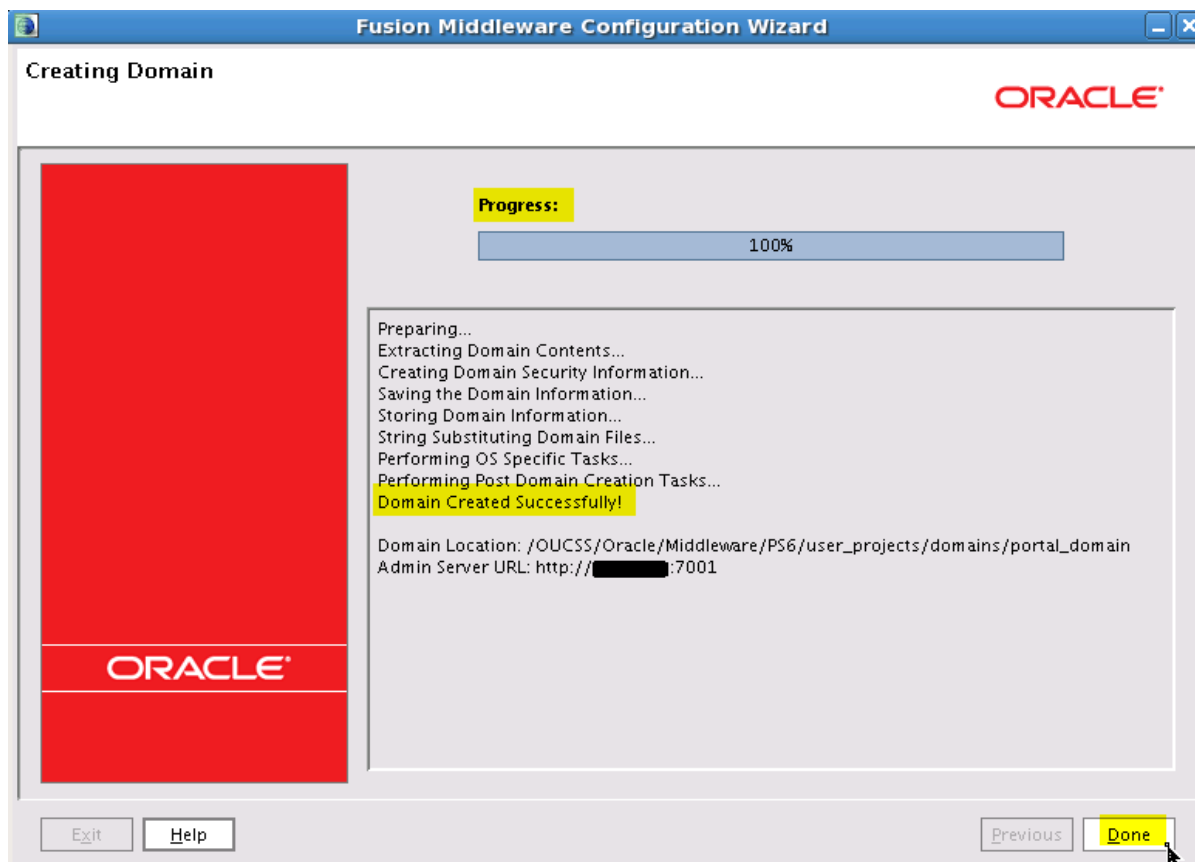 Fusion Middleware Configuration Wizard
Creating Domain
ORACLE
Progress:
100%
Preparing...
Extracting Domain Contents...
Creating Domain Security Information...
Saving the Domain Information...
Storing Domain Information...
String Substituting Domain Files...
Performing OS Specific Tasks...
Performing Post Domain Creation Tasks...
Domain Created Successfully!
Domain Location: /OUCSS/Oracle/Middleware/PS6/user_projects/domains/portal_domain
Admin Server URL: http:// :7001
ORACLE
Exit Help Previous Done